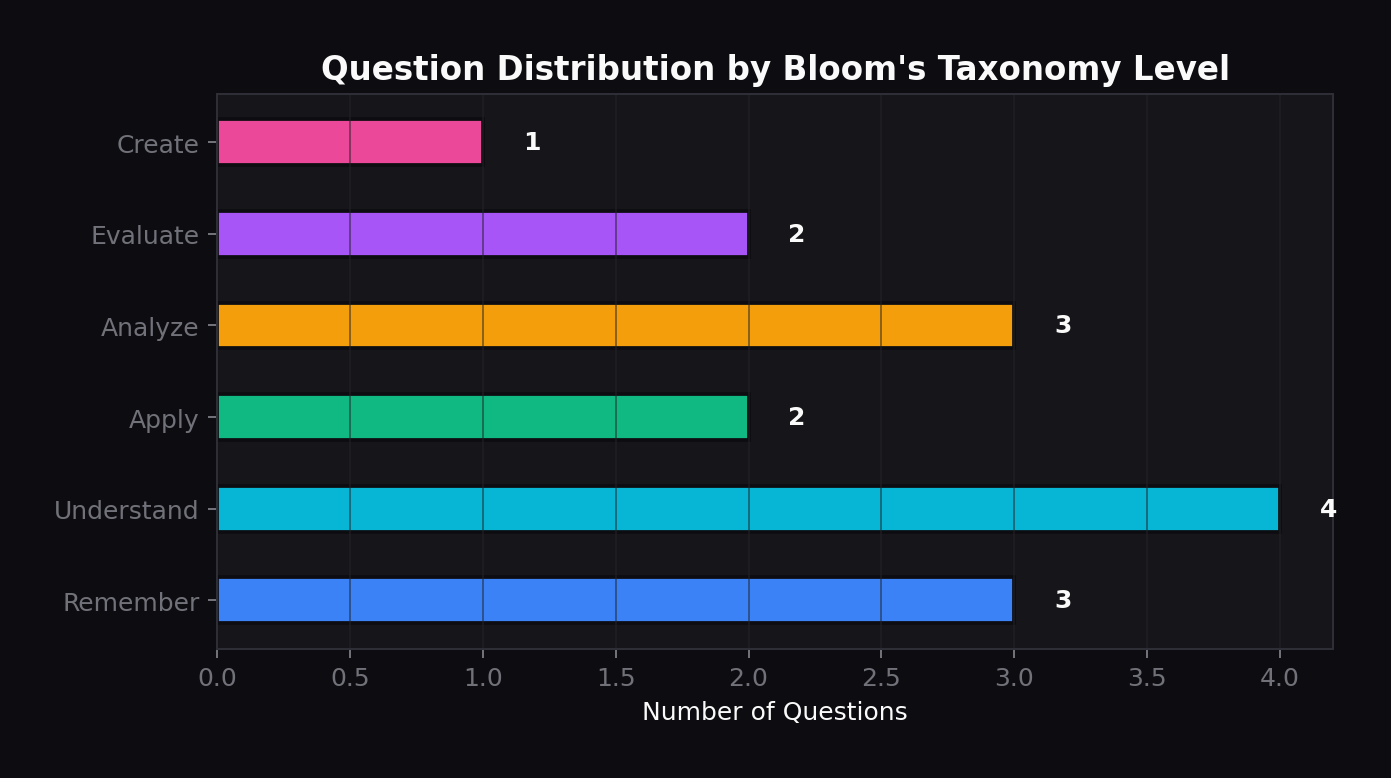 Question Distribution by Bloom's Taxonomy Level
Create 1
Evaluate 2
Analyze 3
Apply 2
Understand 4
Remember 3
0.0 0.5 1.0 1.5 2.0 2.5 3.0 3.5 4.0
Number of Questions